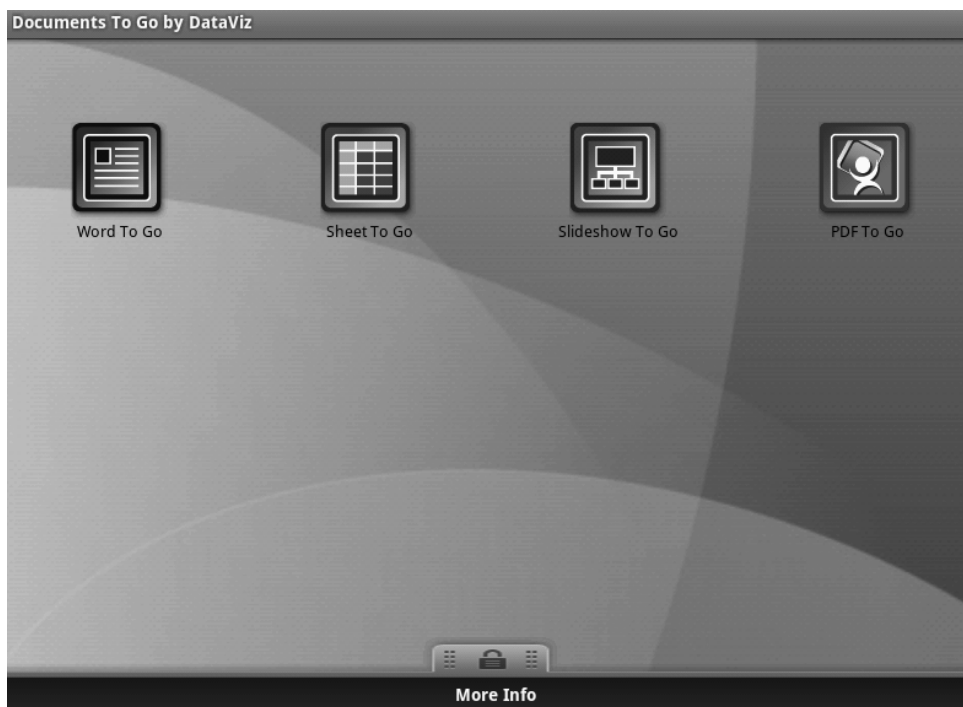 Documents To Go by DataViz
Word To Go
Sheet To Go
Slideshow To Go
PDF To Go
More Info